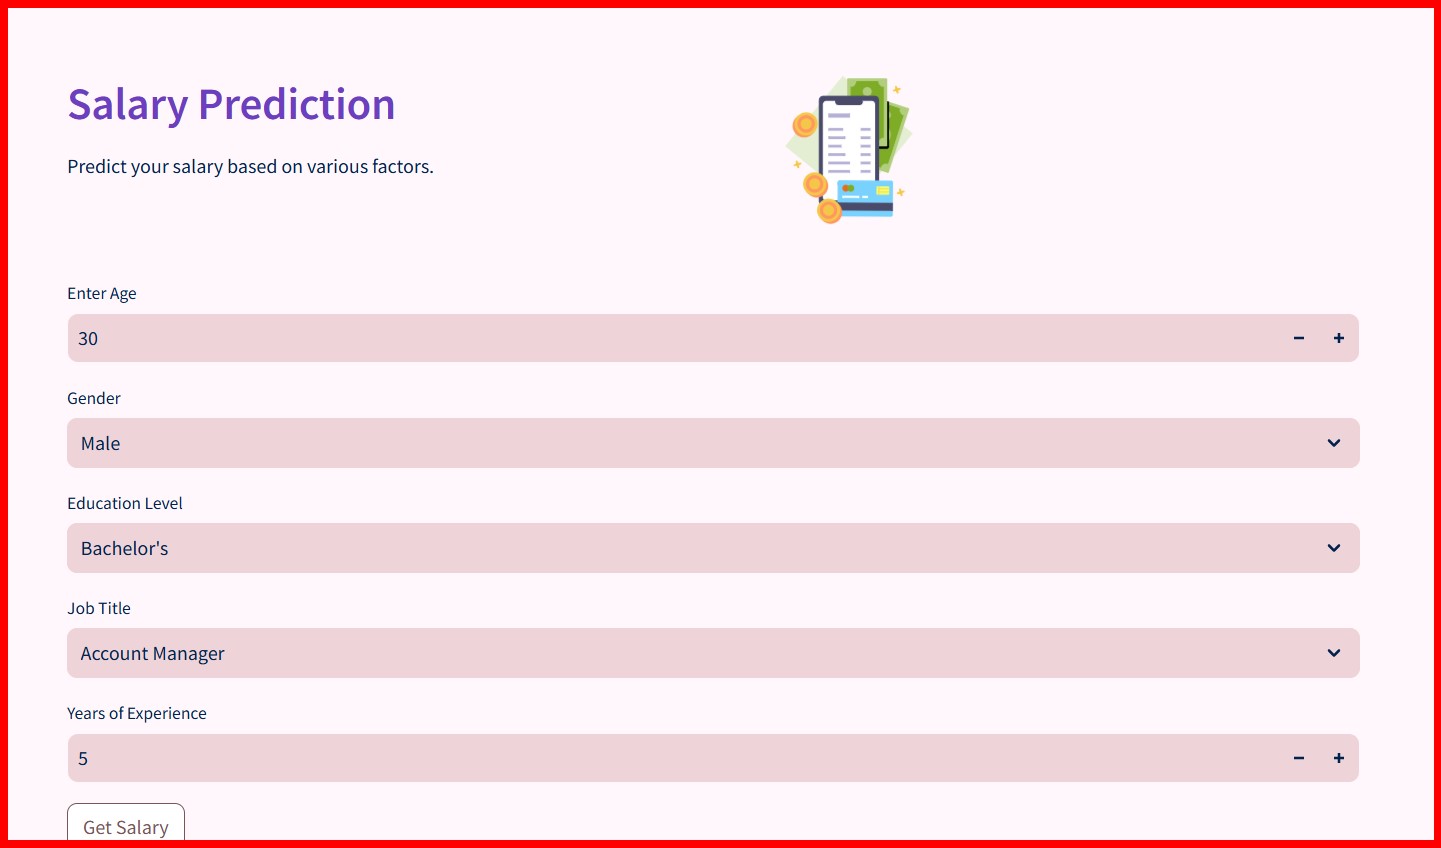 Salary Prediction
Predict your salary based on various factors.
Enter Age
30
Gender
Male
Education Level
Bachelor's
Job Title
Account Manager
Years of Experience
5
Get Salary